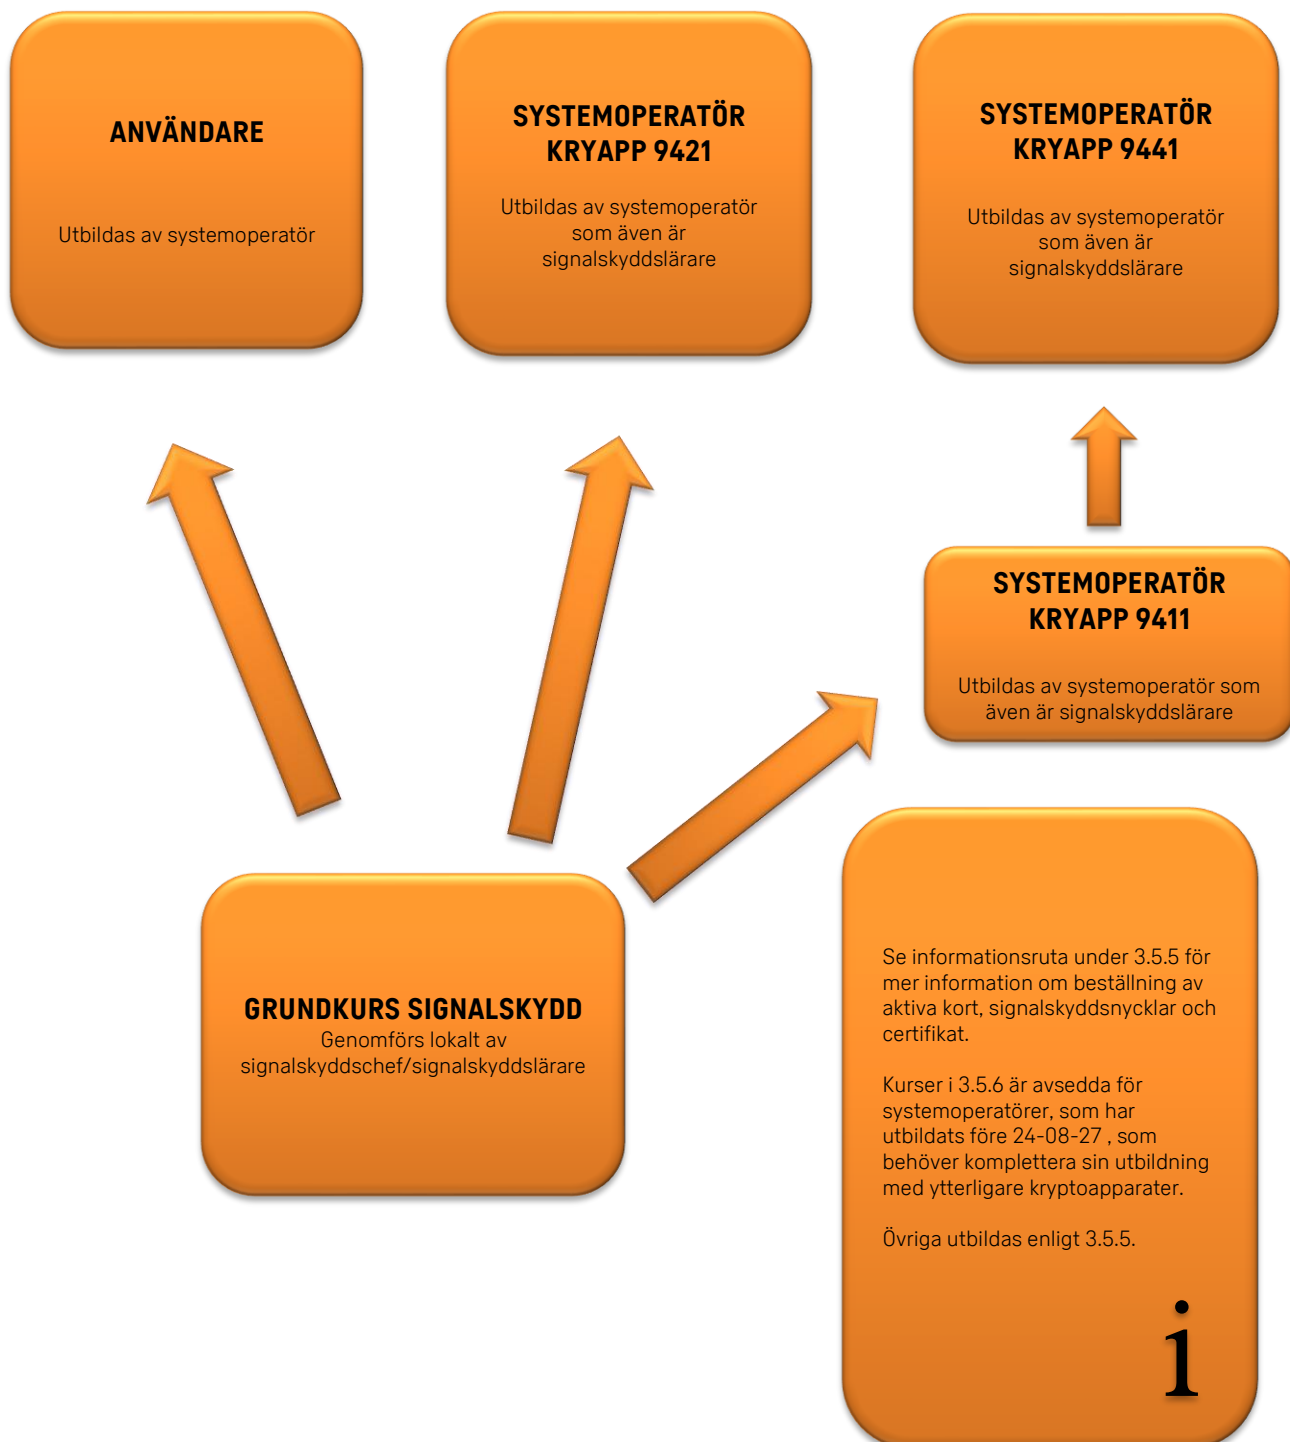 ANVÄNDARE
Utbildas av systemoperatör
SYSTEMOPERATÖR
KRYAPP 9421
Utbildas av systemoperatör
som även är
signalskyddslärare
SYSTEMOPERATÖR
KRYAPP 9441
Utbildas av systemoperatör
som även är
signalskyddslärare
SYSTEMOPERATÖR
KRYAPP 9411
Utbildas av systemoperatör som
även är signalskyddslärare
GRUNDKURS SIGNALSKYDD
Genomförs lokalt av
signalskyddschef/signalskyddslärare
Se informationsruta under 3.5.5 för
mer information om beställning av
aktiva kort, signalskyddsnycklar och
certifikat.
Kurser i 3.5.6 är avsedda för
systemoperatörer, som har
utbildats före 24-08-27 , som
behöver komplettera sin utbildning
med ytterligare kryptoapparater.
Övriga utbildas enligt 3.5.5.
i